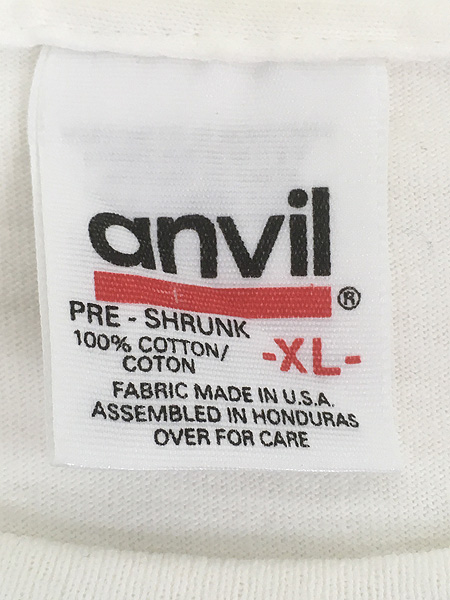 anvil®
PRE - SHRUNK
100% COTTON/
COTON
-XL-
FABRIC MADE IN U.S.A.
ASSEMBLED IN HONDURAS
OVER FOR CARE